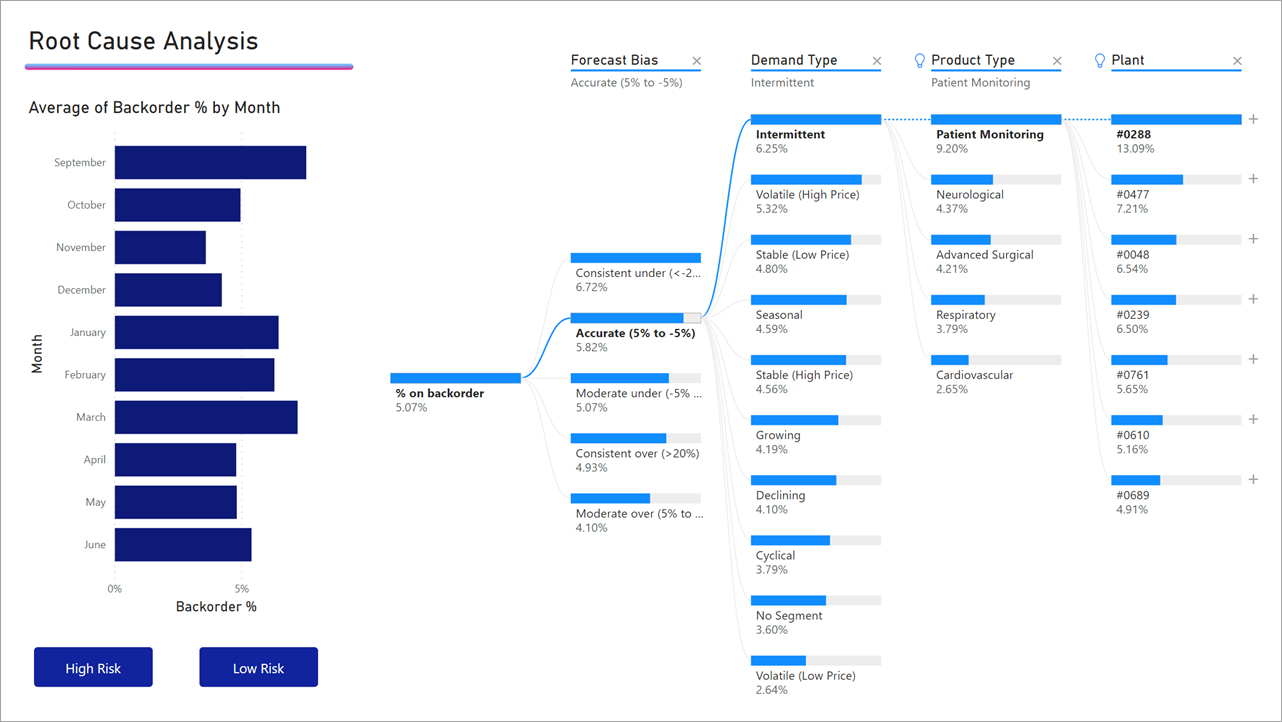 Root Cause Analysis
Average of Backorder % by Month
September
October
November
December
January
February
March
April
May
June
Month
0%
5%
Backorder %
High Risk
Low Risk
% on backorder
5.07%
Forecast Bias
Accurate (5% to -5%)
Consistent under (<-2...
6.72%
Accurate (5% to -5%)
5.82%
Moderate under (-5% ...
5.07%
Consistent over (>20%)
4.93%
Moderate over (5% to ...
4.10%
Demand Type
Intermittent
Intermittent
6.25%
Volatile (High Price)
5.32%
Stable (Low Price)
4.80%
Seasonal
4.59%
Stable (High Price)
4.56%
Growing
4.19%
Declining
4.10%
Cyclical
3.79%
No Segment
3.60%
Volatile (Low Price)
2.64%
Product Type
Patient Monitoring
Patient Monitoring
9.20%
Neurological
4.37%
Advanced Surgical
4.21%
Respiratory
3.79%
Cardiovascular
2.65%
Plant
#0288
13.09%
#0477
7.21%
#0048
6.54%
#0239
6.50%
#0761
5.65%
#0610
5.16%
#0689
4.91%